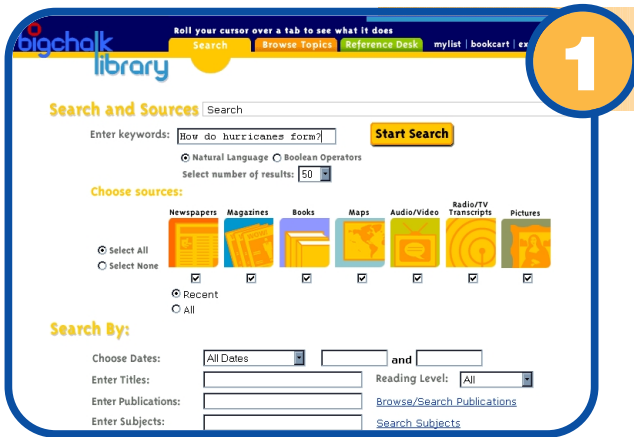 Roll your cursor over a tab to see what it does
bigchalk
library
Search Browse Topics Reference Desk mylist | bookcart | ex
1
Search and Sources Search
Enter keywords: How do hurricanes form? Start Search
Natural Language Boolean Operators
Select number of results: 50
Choose sources:
Newspapers Magazines Books Maps Audio/Video Radio/TV Transcripts Pictures
Select All
Select None
Recent
All
Search By:
Choose Dates: All Dates and
Enter Titles: Reading Level: All
Enter Publications: Browse/Search Publications
Enter Subjects: Search Subjects